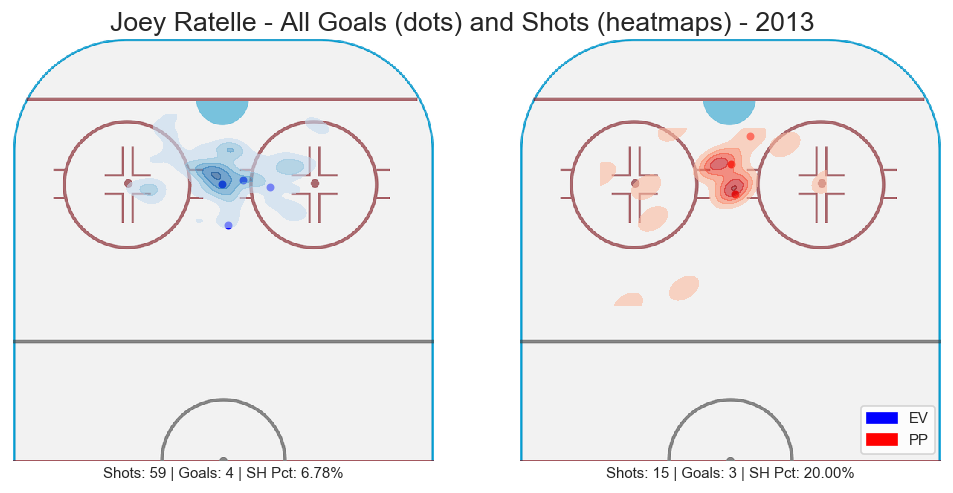 Joey Ratelle - All Goals (dots) and Shots (heatmaps) - 2013
EV
PP
Shots: 59 | Goals: 4 | SH Pct: 6.78%
Shots: 15 | Goals: 3 | SH Pct: 20.00%